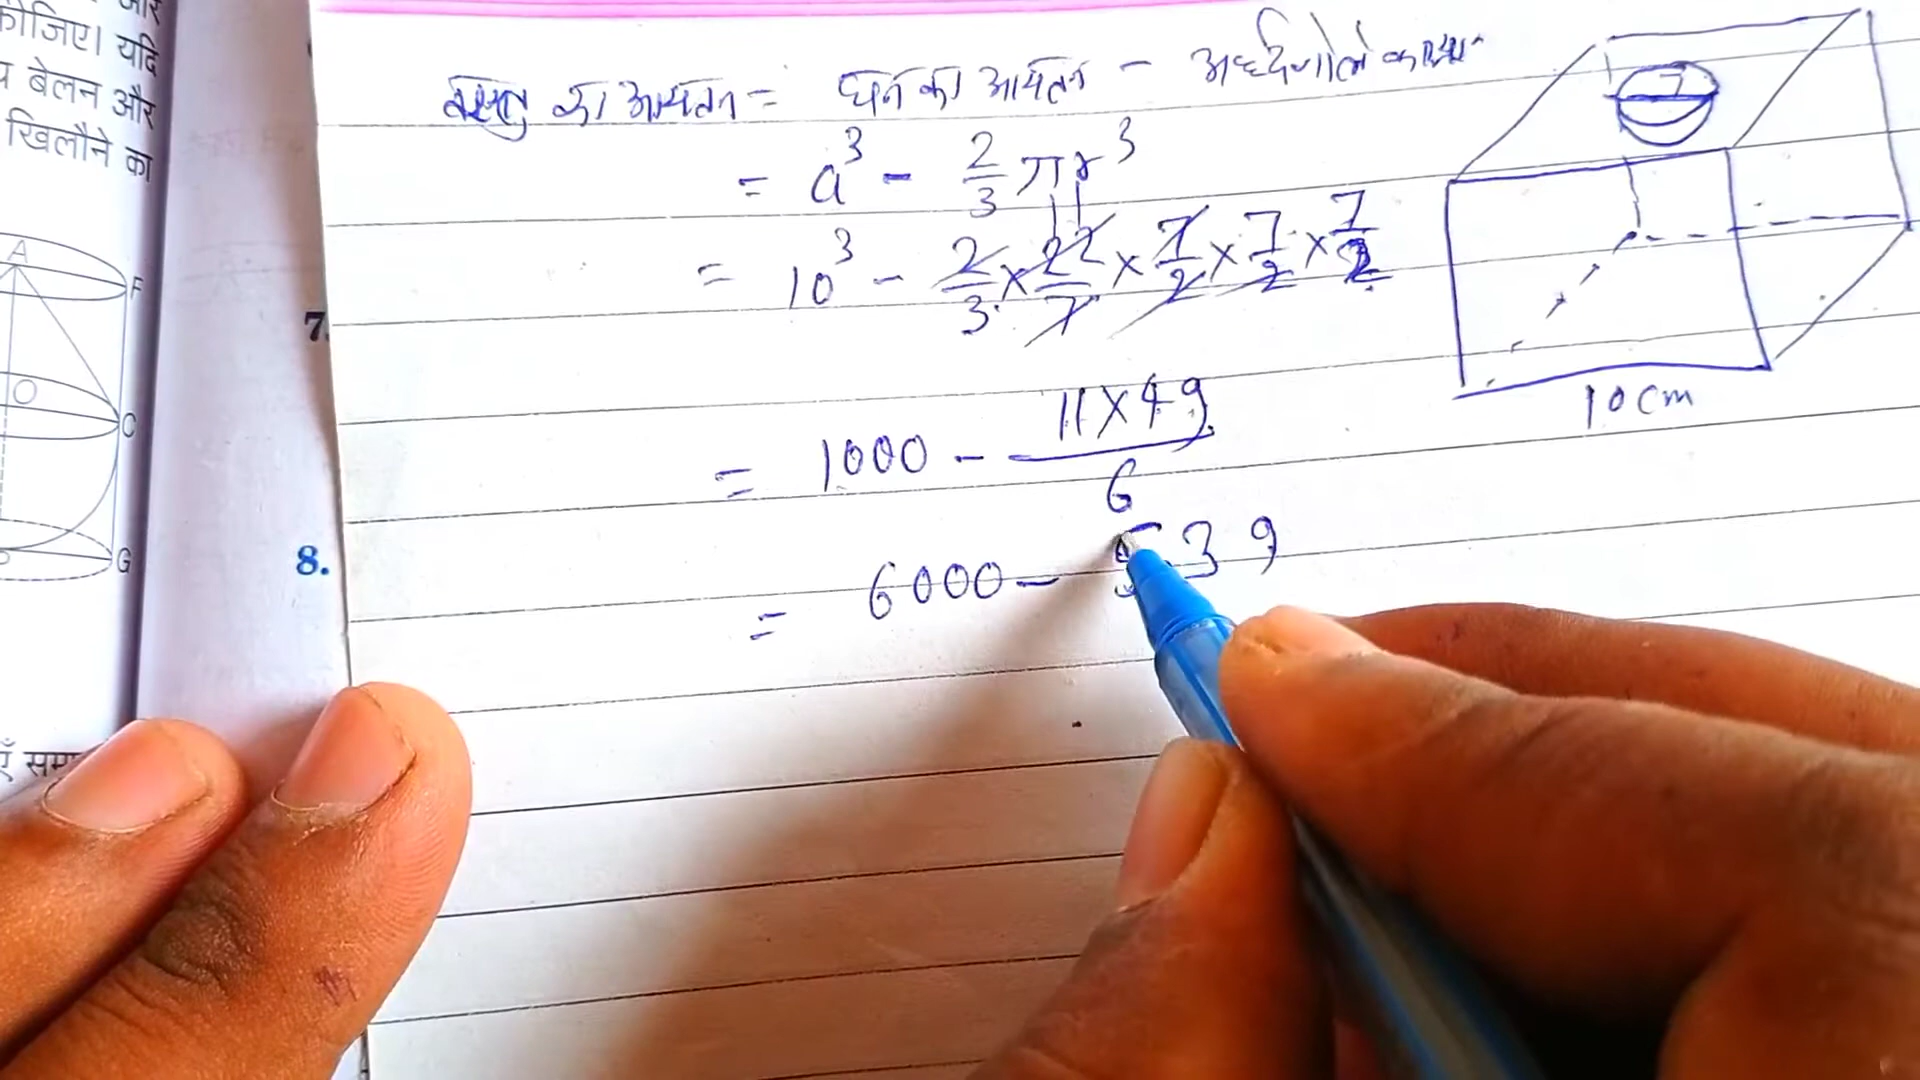 कीजिए। यदि
बेलन और
खिलौने का
A
F
O
C
G
7.
8.
वस्तु का आयतन = घन का आयतन - अर्द्धगोले का
= a³ - 2/3 πr³
= 10³ - 2/3 × 22/7 × 7/2 × 7/2 × 7/2
= 1000 - 11×49/6
= 6000 - 539
7
10 cm